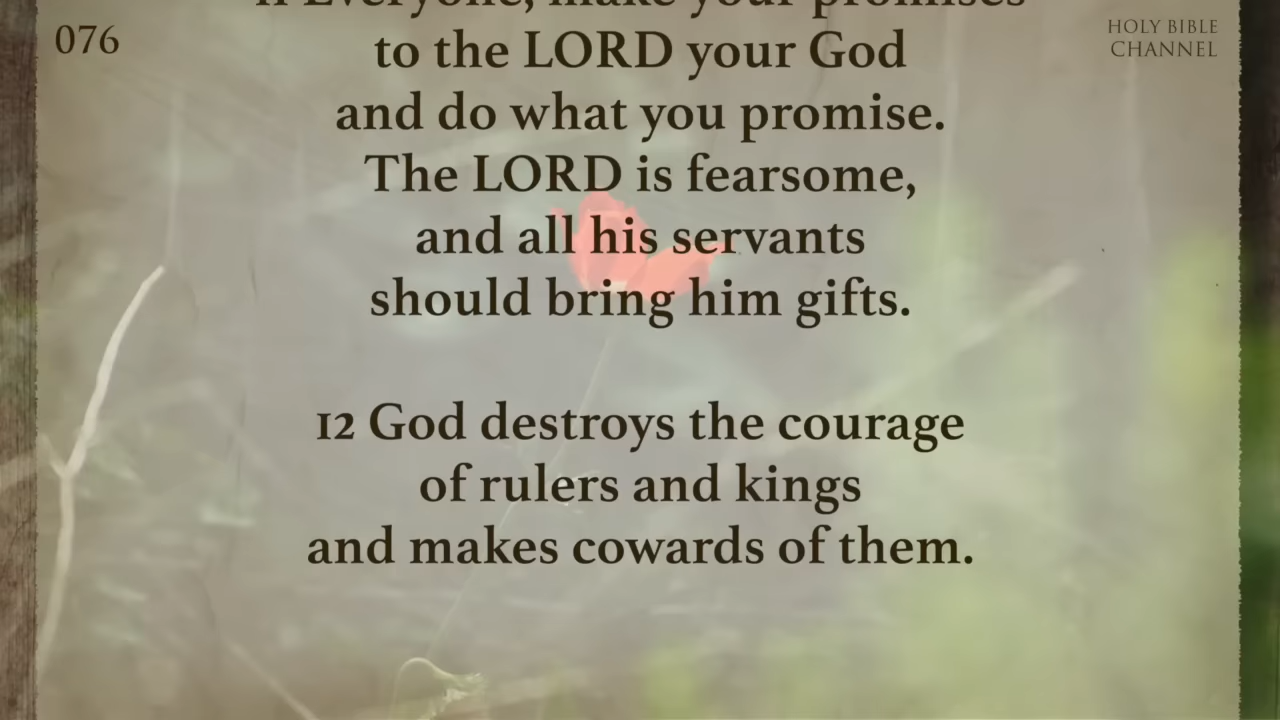 076
HOLY BIBLE
CHANNEL
11 Everyone, make your promises
to the LORD your God
and do what you promise.
The LORD is fearsome,
and all his servants
should bring him gifts.
12 God destroys the courage
of rulers and kings
and makes cowards of them.